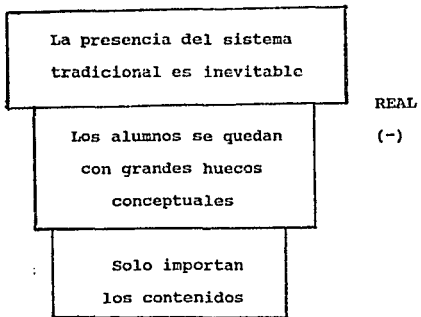 La presencia del sistema
tradicional es inevitable
REAL
(-)
Los alumnos se quedan
con grandes huecos
conceptuales
Solo importan
los contenidos